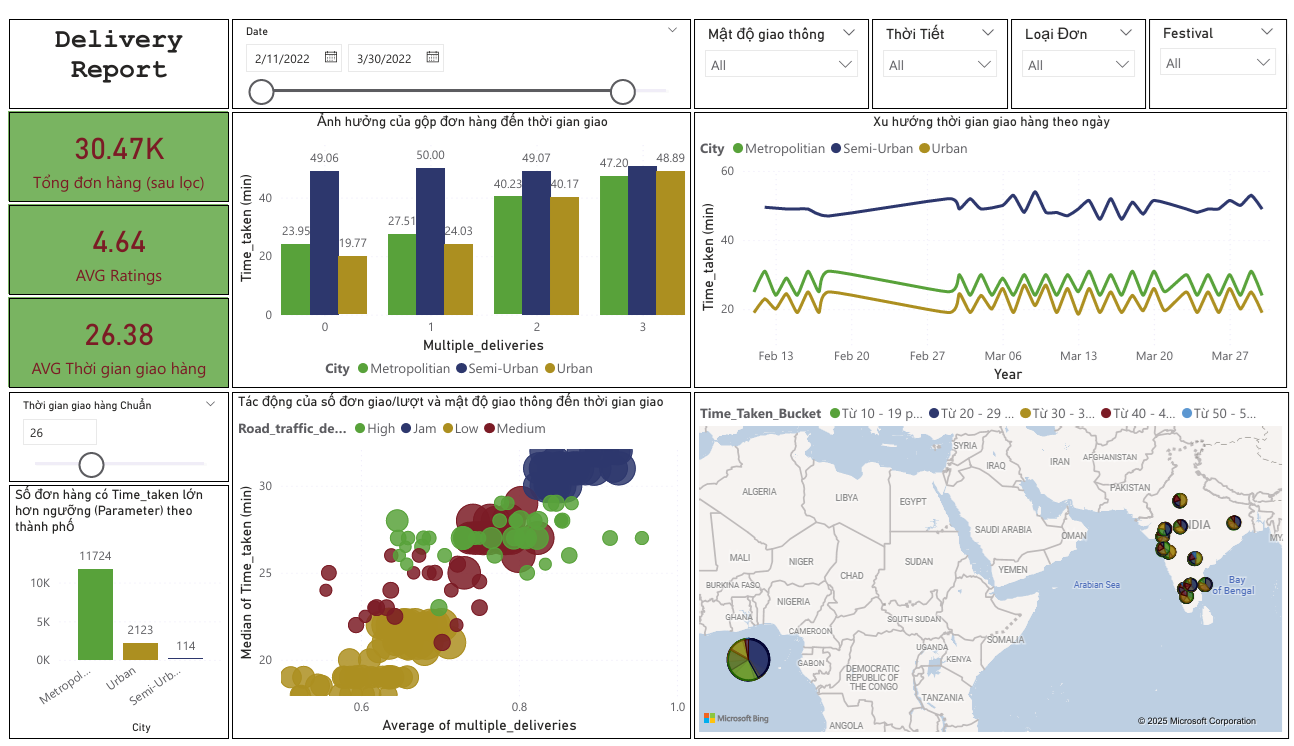 Delivery
Report
Date
2/11/2022
3/30/2022
Mật độ giao thông
All
Thời Tiết
All
Loại Đơn
All
Festival
All
30.47K
Tổng đơn hàng (sau lọc)
4.64
AVG Ratings
26.38
AVG Thời gian giao hàng
Ảnh hưởng của gộp đơn hàng đến thời gian giao
Time_taken (min)
40
20
0
23.95
49.06
19.77
27.51
50.00
24.03
40.23
49.07
40.17
47.20
48.89
0
1
2
3
Multiple_deliveries
City
Metropolitian
Semi-Urban
Urban
Xu hướng thời gian giao hàng theo ngày
City
Metropolitian
Semi-Urban
Urban
Time_taken (min)
60
40
20
Feb 13
Feb 20
Feb 27
Mar 06
Mar 13
Mar 20
Mar 27
Year
Thời gian giao hàng Chuẩn
26
Số đơn hàng có Time_taken lớn
hơn ngưỡng (Parameter) theo
thành phố
10K
5K
0K
11724
2123
114
Metropol...
Urban
Semi-Urb...
City
Tác động của số đơn giao/lượt và mật độ giao thông đến thời gian giao
Road_traffic_de...
High
Jam
Low
Medium
Median of Time_taken (min)
30
25
20
0.6
0.8
1.0
Average of multiple_deliveries
Time_Taken_Bucket
Từ 10 - 19 p...
Từ 20 - 29 ...
Từ 30 - 3...
Từ 40 - 4...
Từ 50 - 5...
SYRIA
IRAQ
IRAN
AFGHANISTAN
PAKISTAN
ALGERIA
LIBYA
EGYPT
SAUDI ARABIA
OMAN
NDIA
MALI
NIGER
CHAD
SUDAN
YEMEN
BURKINA FASO
NIGERIA
Arabian Sea
Bay
of Bengal
GHANA
CAMEROON
SOUTH SUDAN
SOMALIA
UGANDA
KENYA
GABON
DEMOCRATIC
REPUBLIC OF
THE CONGO
TANZANIA
ANGOLA
Microsoft Bing
© 2025 Microsoft Corporation